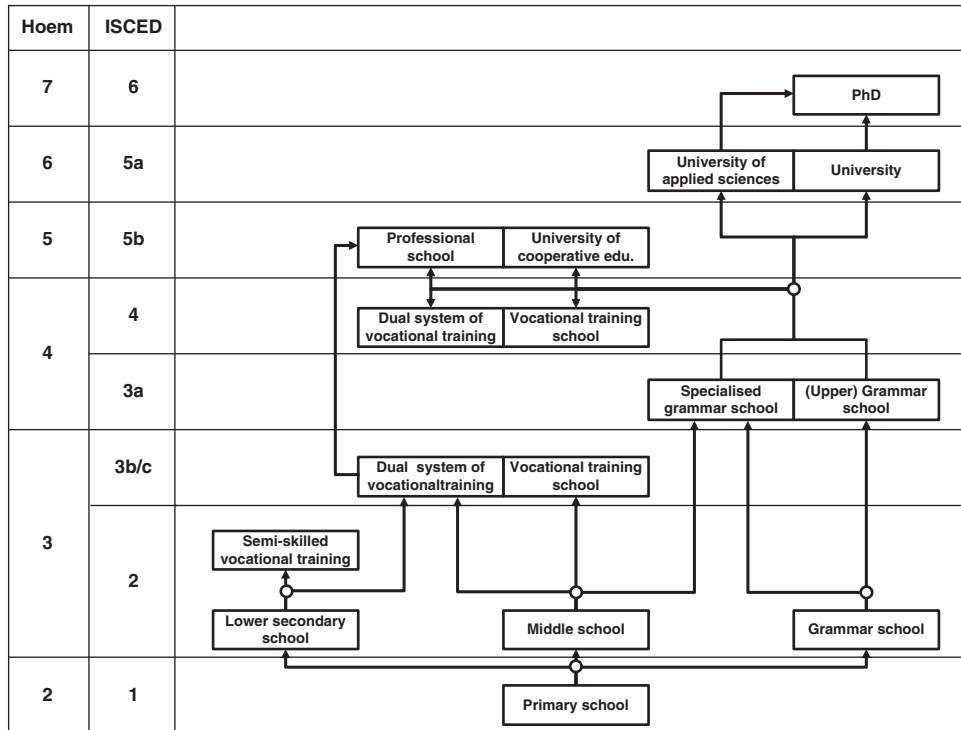 Hoem ISCED
7 6
PhD
6 5a
University of
applied sciences
University
5 5b
Professional
school
University of
cooperative edu.
4
4
Dual system of
vocational training
Vocational training
school
3a
Specialised
grammar school
(Upper) Grammar
school
3
3b/c
Dual system of
vocationaltraining
Vocational training
school
2
Semi-skilled
vocational training
Lower secondary
school
Middle school
Grammar school
2 1
Primary school